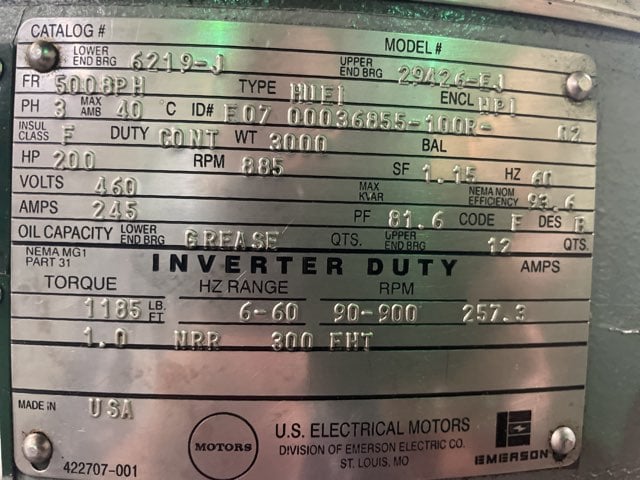 CATALOG # MODEL #
LOWER END BRG 6219-J UPPER END BRG 29426-EJ
FR 5008PH TYPE HUEI ENCL WPI
PH 3 MAX AMB 40 °C ID# E07 00036855-100R- 02
INSUL CLASS F DUTY CONT WT 3000 BAL
HP 200 RPM 885 SF 1.15 HZ 60
VOLTS 460 MAX KVAR NEMA NOM EFFICIENCY 93.6
AMPS 245 PF 81.6 CODE F DES B
OIL CAPACITY LOWER END BRG GREASE QTS. UPPER END BRG 12 QTS.
NEMA MG1 PART 31 INVERTER DUTY
TORQUE HZ RANGE RPM AMPS
1185 LB. FT 6-60 90-900 257.3
1.0 NRR 300 FHT
MADE IN USA
MOTORS
U.S. ELECTRICAL MOTORS
DIVISION OF EMERSON ELECTRIC CO.
ST. LOUIS, MO
EMERSON
422707-001